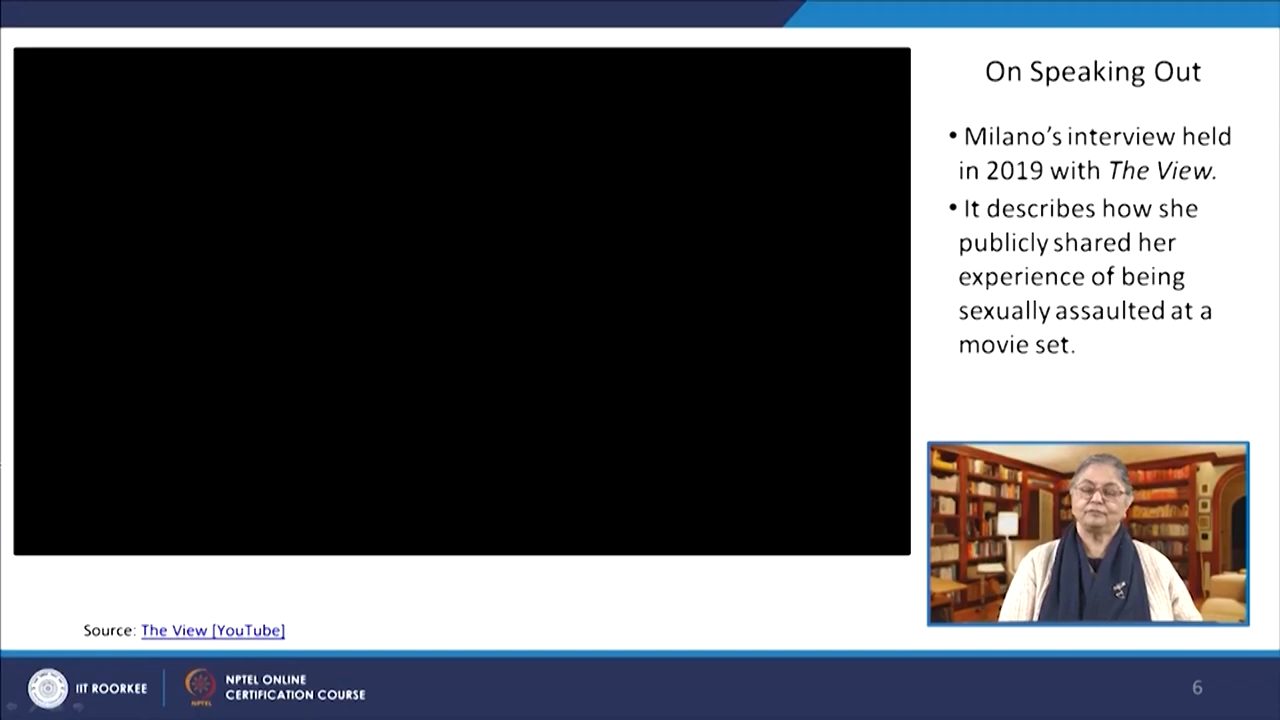 On Speaking Out
• Milano's interview held
in 2019 with The View.
• It describes how she
publicly shared her
experience of being
sexually assaulted at a
movie set.
Source: The View [YouTube]
IIT ROORKEE
NPTEL
NPTEL ONLINE
CERTIFICATION COURSE
6